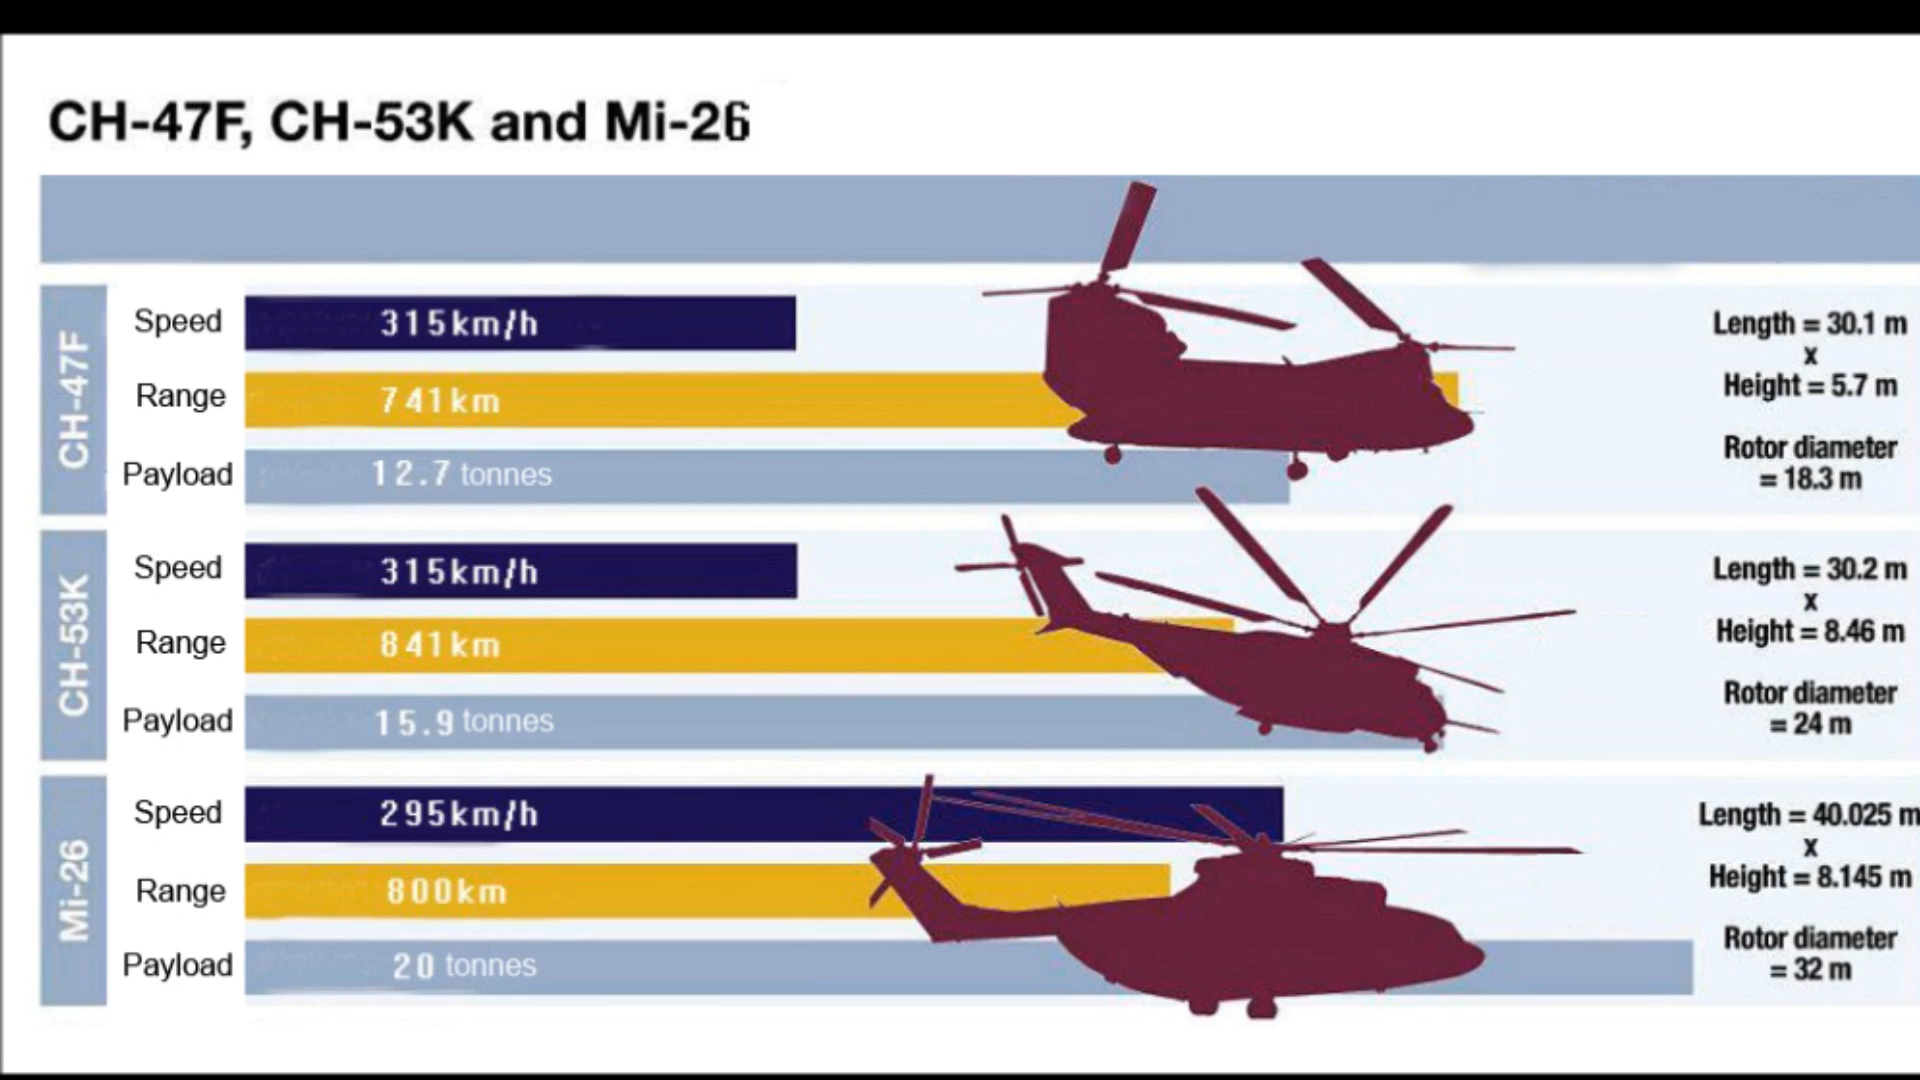 CH-47F, CH-53K and Mi-26
CH-47F
Speed
315km/h
Range
741km
Payload
12.7 tonnes
Length = 30.1 m
x
Height = 5.7 m
Rotor diameter
= 18.3 m
CH-53K
Speed
315km/h
Range
841km
Payload
15.9 tonnes
Length = 30.2 m
x
Height = 8.46 m
Rotor diameter
= 24 m
Mi-26
Speed
295km/h
Range
800km
Payload
20 tonnes
Length = 40.025 m
x
Height = 8.145 m
Rotor diameter
= 32 m